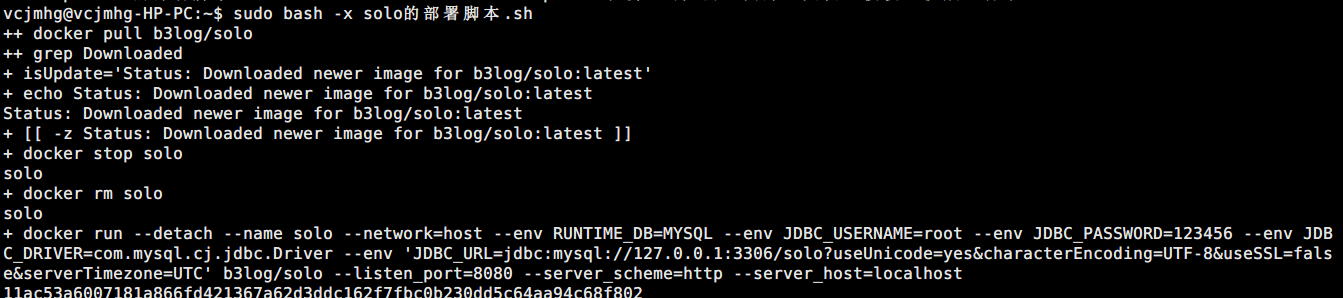 vcjmhg@vcjmhg-HP-PC:~$ sudo bash -x solo的部署脚本.sh
++ docker pull b3log/solo
++ grep Downloaded
+ isUpdate='Status: Downloaded newer image for b3log/solo:latest'
+ echo Status: Downloaded newer image for b3log/solo:latest
Status: Downloaded newer image for b3log/solo:latest
+ [[ -z Status: Downloaded newer image for b3log/solo:latest ]]
+ docker stop solo
solo
+ docker rm solo
solo
+ docker run --detach --name solo --network=host --env RUNTIME_DB=MYSQL --env JDBC_USERNAME=root --env JDBC_PASSWORD=123456 --env JDB
C_DRIVER=com.mysql.cj.jdbc.Driver --env 'JDBC_URL=jdbc:mysql://127.0.0.1:3306/solo?useUnicode=yes&characterEncoding=UTF-8&useSSL=fals
e&serverTimezone=UTC' b3log/solo --listen_port=8080 --server_scheme=http --server_host=localhost
11ac53a6007181a866fd421367a62d3ddc162f7fbc0b230dd5c64aa94c68f802